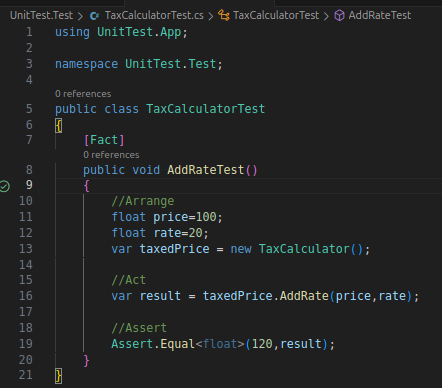 UnitTest.Test > TaxCalculatorTest.cs > TaxCalculatorTest > AddRateTest
1 using UnitTest.App;
2
3 namespace UnitTest.Test;
4
0 references
5 public class TaxCalculatorTest
6 {
7 [Fact]
0 references
8 public void AddRateTest()
9 {
10 //Arrange
11 float price=100;
12 float rate=20;
13 var taxedPrice = new TaxCalculator();
14
15 //Act
16 var result = taxedPrice.AddRate(price,rate);
17
18 //Assert
19 Assert.Equal<float>(120,result);
20 }
21 }